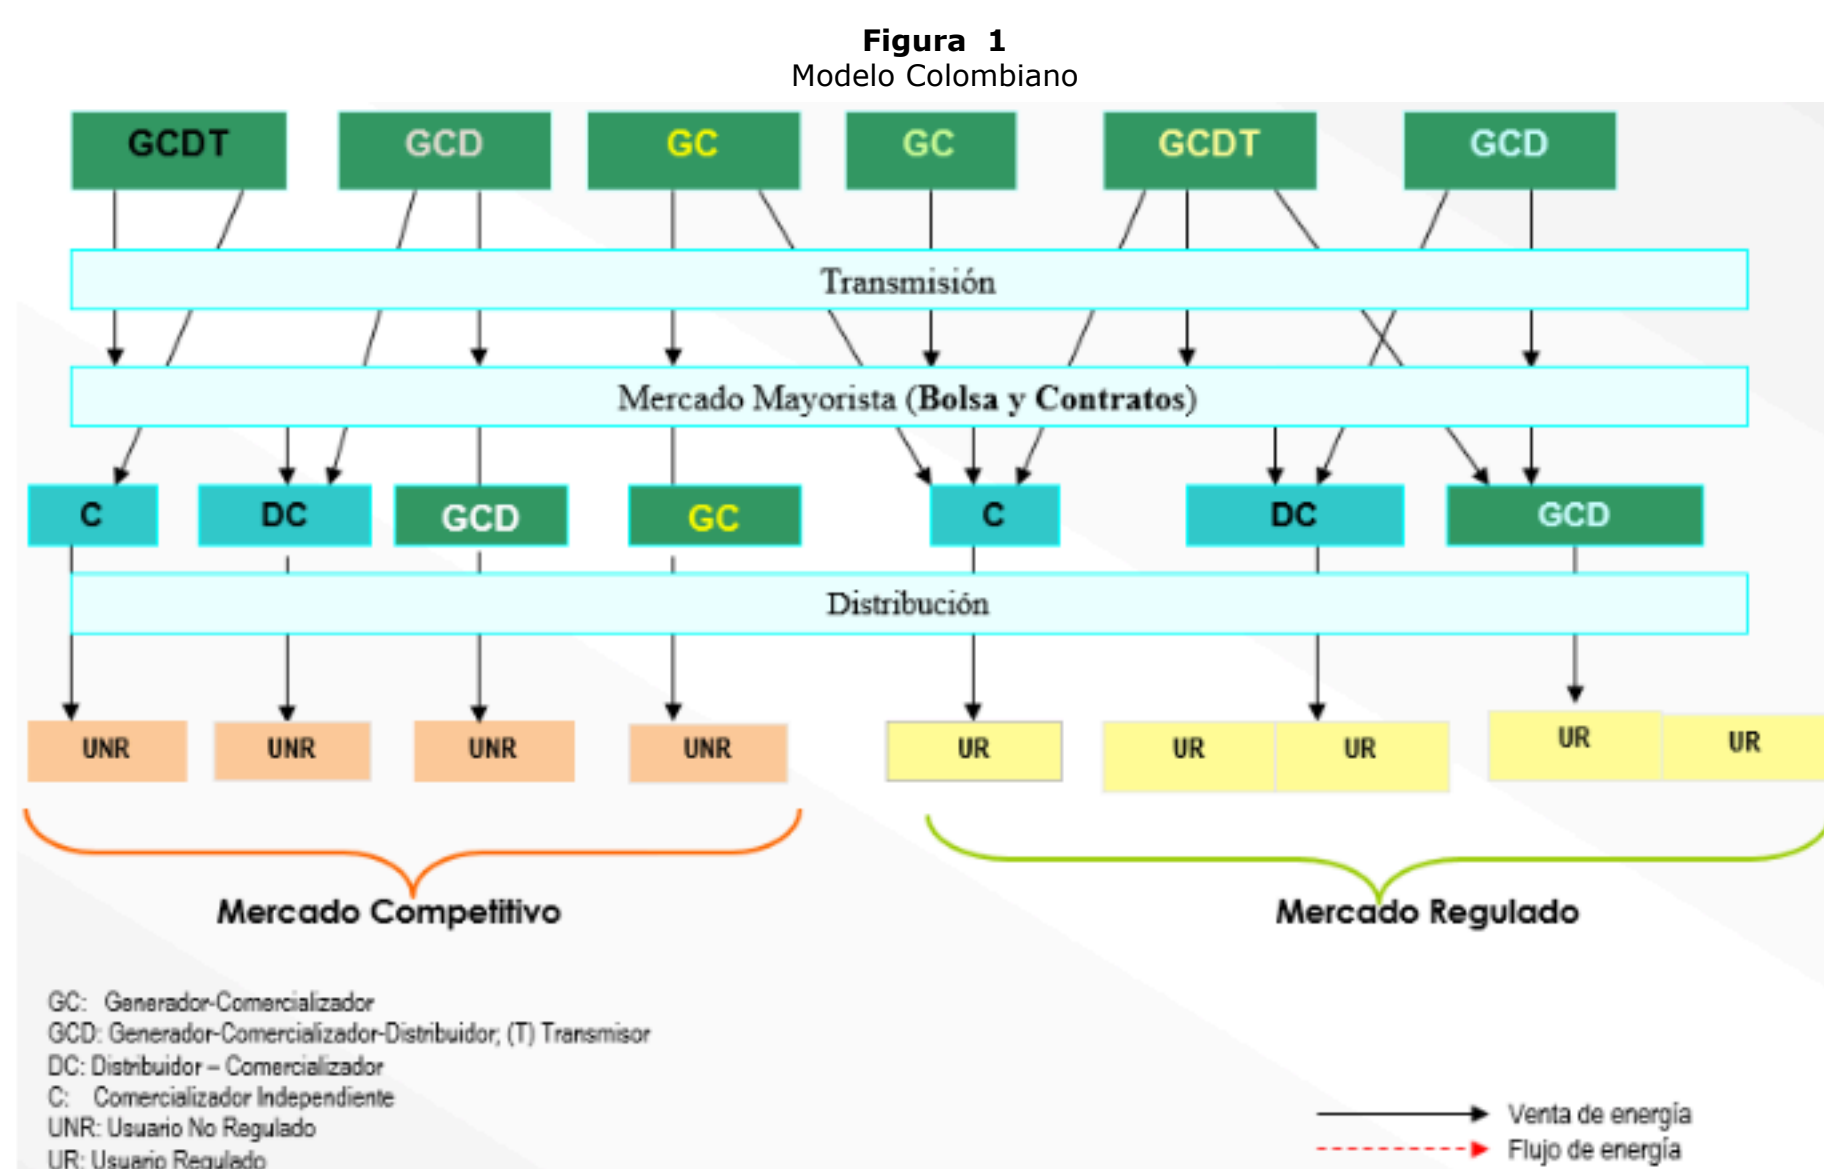 Figura 1
Modelo Colombiano
GCDT GCD GC GC GCDT GCD
Transmisión
Mercado Mayorista (Bolsa y Contratos)
C DC GCD GC C DC GCD
Distribución
UNR UNR UNR UNR UR UR UR UR UR
Mercado Competitivo Mercado Regulado
GC: Generador-Comercializador
GCD: Generador-Comercializador-Distribuidor; (T) Transmisor
DC: Distribuidor – Comercializador
C: Comercializador Independiente
UNR: Usuario No Regulado
UR: Usuario Regulado
Venta de energía
Flujo de energía